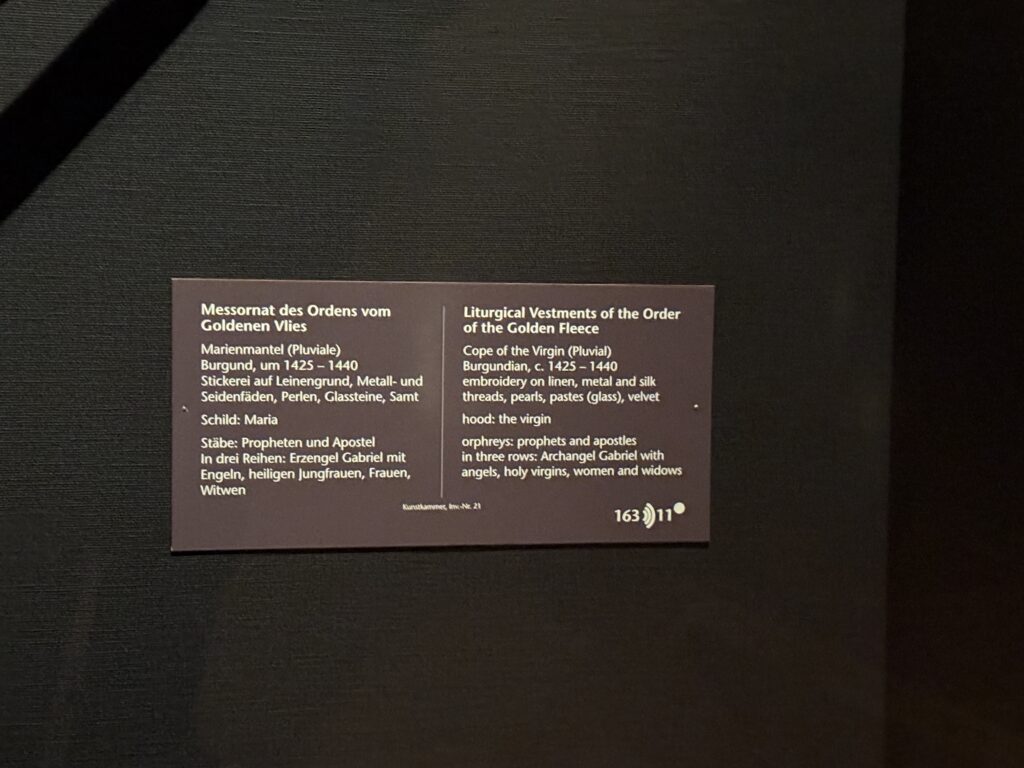 Messornat des Ordens vom
Goldenen Vlies
Marienmantel (Pluviale)
Burgund, um 1425 – 1440
Stickerei auf Leinengrund, Metall- und
Seidenfäden, Perlen, Glassteine, Samt
Schild: Maria
Stäbe: Propheten und Apostel
In drei Reihen: Erzengel Gabriel mit
Engeln, heiligen Jungfrauen, Frauen,
Witwen
Liturgical Vestments of the Order
of the Golden Fleece
Cope of the Virgin (Pluvial)
Burgundian, c. 1425 – 1440
embroidery on linen, metal and silk
threads, pearls, pastes (glass), velvet
hood: the virgin
orphreys: prophets and apostles
in three rows: Archangel Gabriel with
angels, holy virgins, women and widows
Kunstkammer, Inv.-Nr. 21
163 11